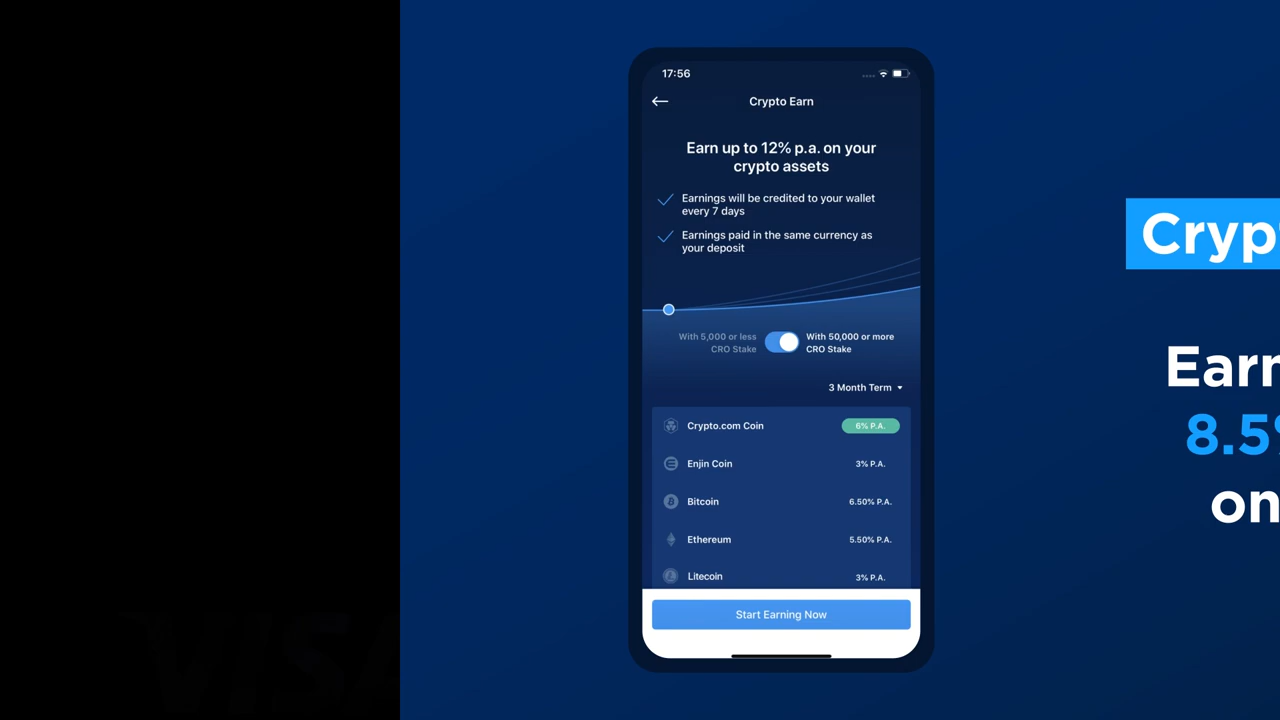 17:56
Crypto Earn
Earn up to 12% p.a. on your
crypto assets
Earnings will be credited to your wallet
every 7 days
Earnings paid in the same currency as
your deposit
With 5,000 or less
CRO Stake
With 50,000 or more
CRO Stake
3 Month Term
Crypto.com Coin 6% P.A.
Enjin Coin 3% P.A.
Bitcoin 6.50% P.A.
Ethereum 5.50% P.A.
Litecoin 3% P.A.
Start Earning Now
Cryp
Earn
8.5%
on
VISA